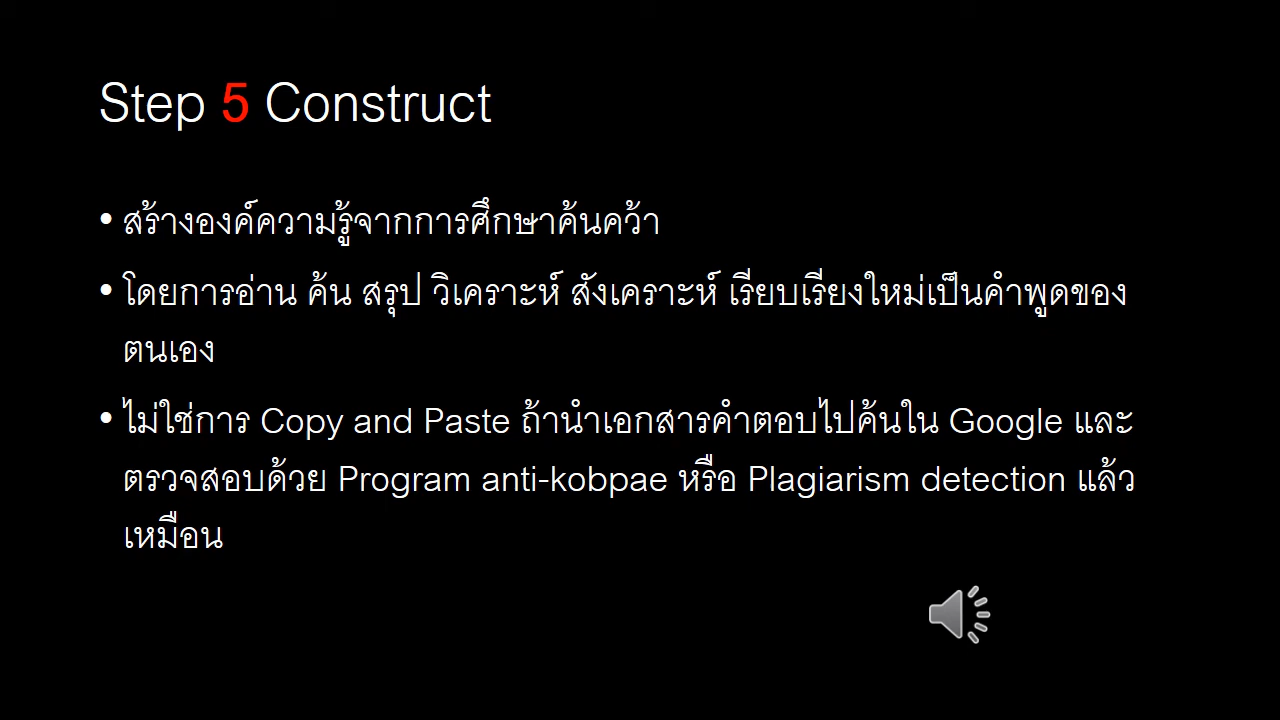 Step 5 Construct
• สร้างองค์ความรู้จากการศึกษาค้นคว้า
• โดยการอ่าน ค้น สรุป วิเคราะห์ สังเคราะห์ เรียบเรียงใหม่เป็นคำพูดของ
ตนเอง
• ไม่ใช่การ Copy and Paste ถ้านำเอกสารคำตอบไปค้นใน Google และ
ตรวจสอบด้วย Program anti-kobpae หรือ Plagiarism detection แล้ว
เหมือน